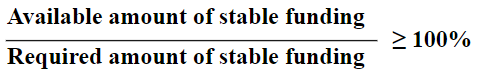 Available amount of stable funding
≥ 100%
Required amount of stable funding